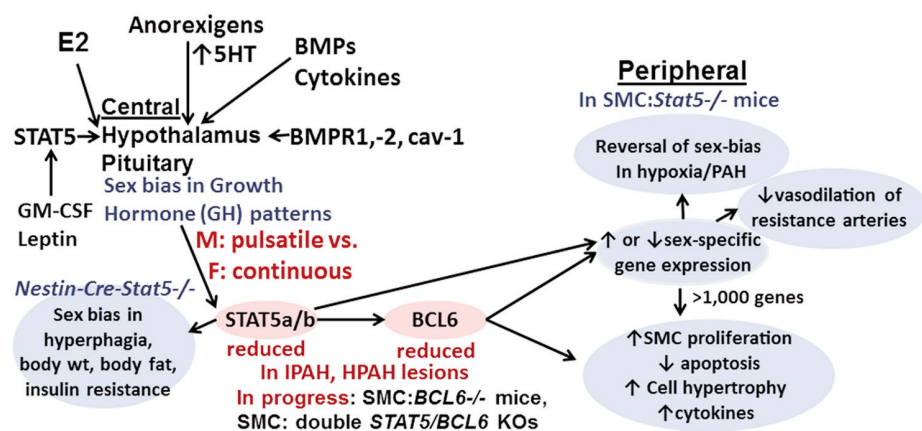 Anorexigens
↑5HT
E2
BMPs
Cytokines
Central
STAT5
Hypothalamus
Pituitary
BMPR1,-2, cav-1
GM-CSF
Leptin
Sex bias in Growth
Hormone (GH) patterns
M: pulsatile vs.
F: continuous
Nestin-Cre-Stat5-/-
Sex bias in
hyperphagia,
body wt, body fat,
insulin resistance
STAT5a/b
reduced
BCL6
reduced
In IPAH, HPAH lesions
In progress: SMC:BCL6-/- mice,
SMC: double STAT5/BCL6 KOs
Peripheral
In SMC:Stat5-/- mice
Reversal of sex-bias
In hypoxia/PAH
↓vasodilation of
resistance arteries
↑ or ↓sex-specific
gene expression
>1,000 genes
↑SMC proliferation
↓ apoptosis
↑ Cell hypertrophy
↑cytokines